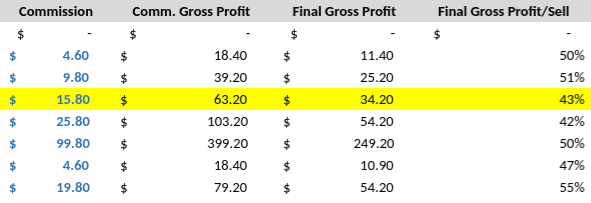 Commission Comm. Gross Profit Final Gross Profit Final Gross Profit/Sell
$ - $ - $ - $ -
$ 4.60 $ 18.40 $ 11.40 50%
$ 9.80 $ 39.20 $ 25.20 51%
$ 15.80 $ 63.20 $ 34.20 43%
$ 25.80 $ 103.20 $ 54.20 42%
$ 99.80 $ 399.20 $ 249.20 50%
$ 4.60 $ 18.40 $ 10.90 47%
$ 19.80 $ 79.20 $ 54.20 55%